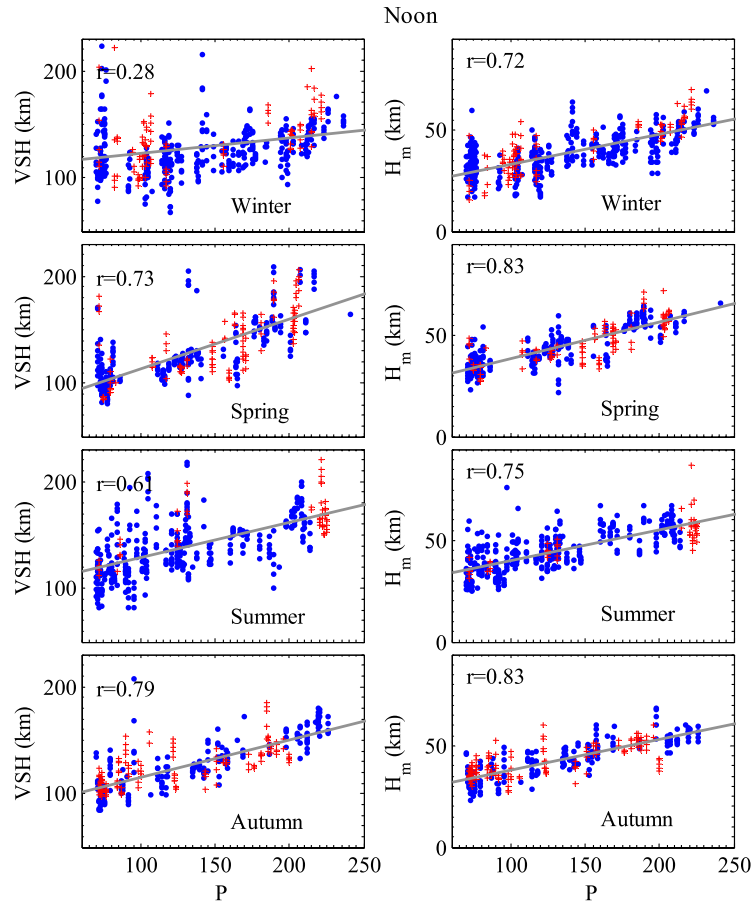 Noon
VSH (km)
200
100
r=0.28
Winter
H_m (km)
50
0
r=0.72
Winter
VSH (km)
200
100
r=0.73
Spring
H_m (km)
50
0
r=0.83
Spring
VSH (km)
200
100
r=0.61
Summer
H_m (km)
50
0
r=0.75
Summer
VSH (km)
200
100
r=0.79
Autumn
100 150 200 250
P
H_m (km)
50
0
r=0.83
Autumn
100 150 200 250
P